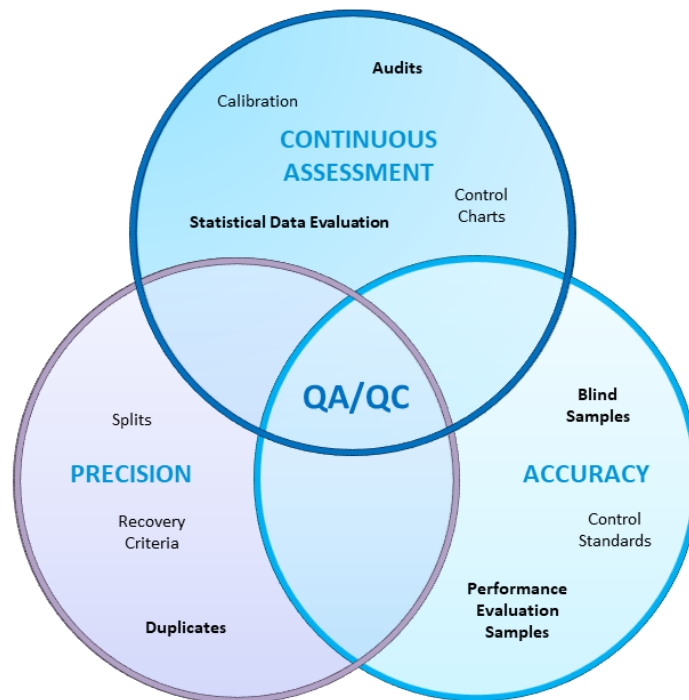 Audits
Calibration
CONTINUOUS
ASSESSMENT
Control
Charts
Statistical Data Evaluation
QA/QC
Blind
Samples
Splits
PRECISION
ACCURACY
Recovery
Criteria
Control
Standards
Performance
Evaluation
Samples
Duplicates